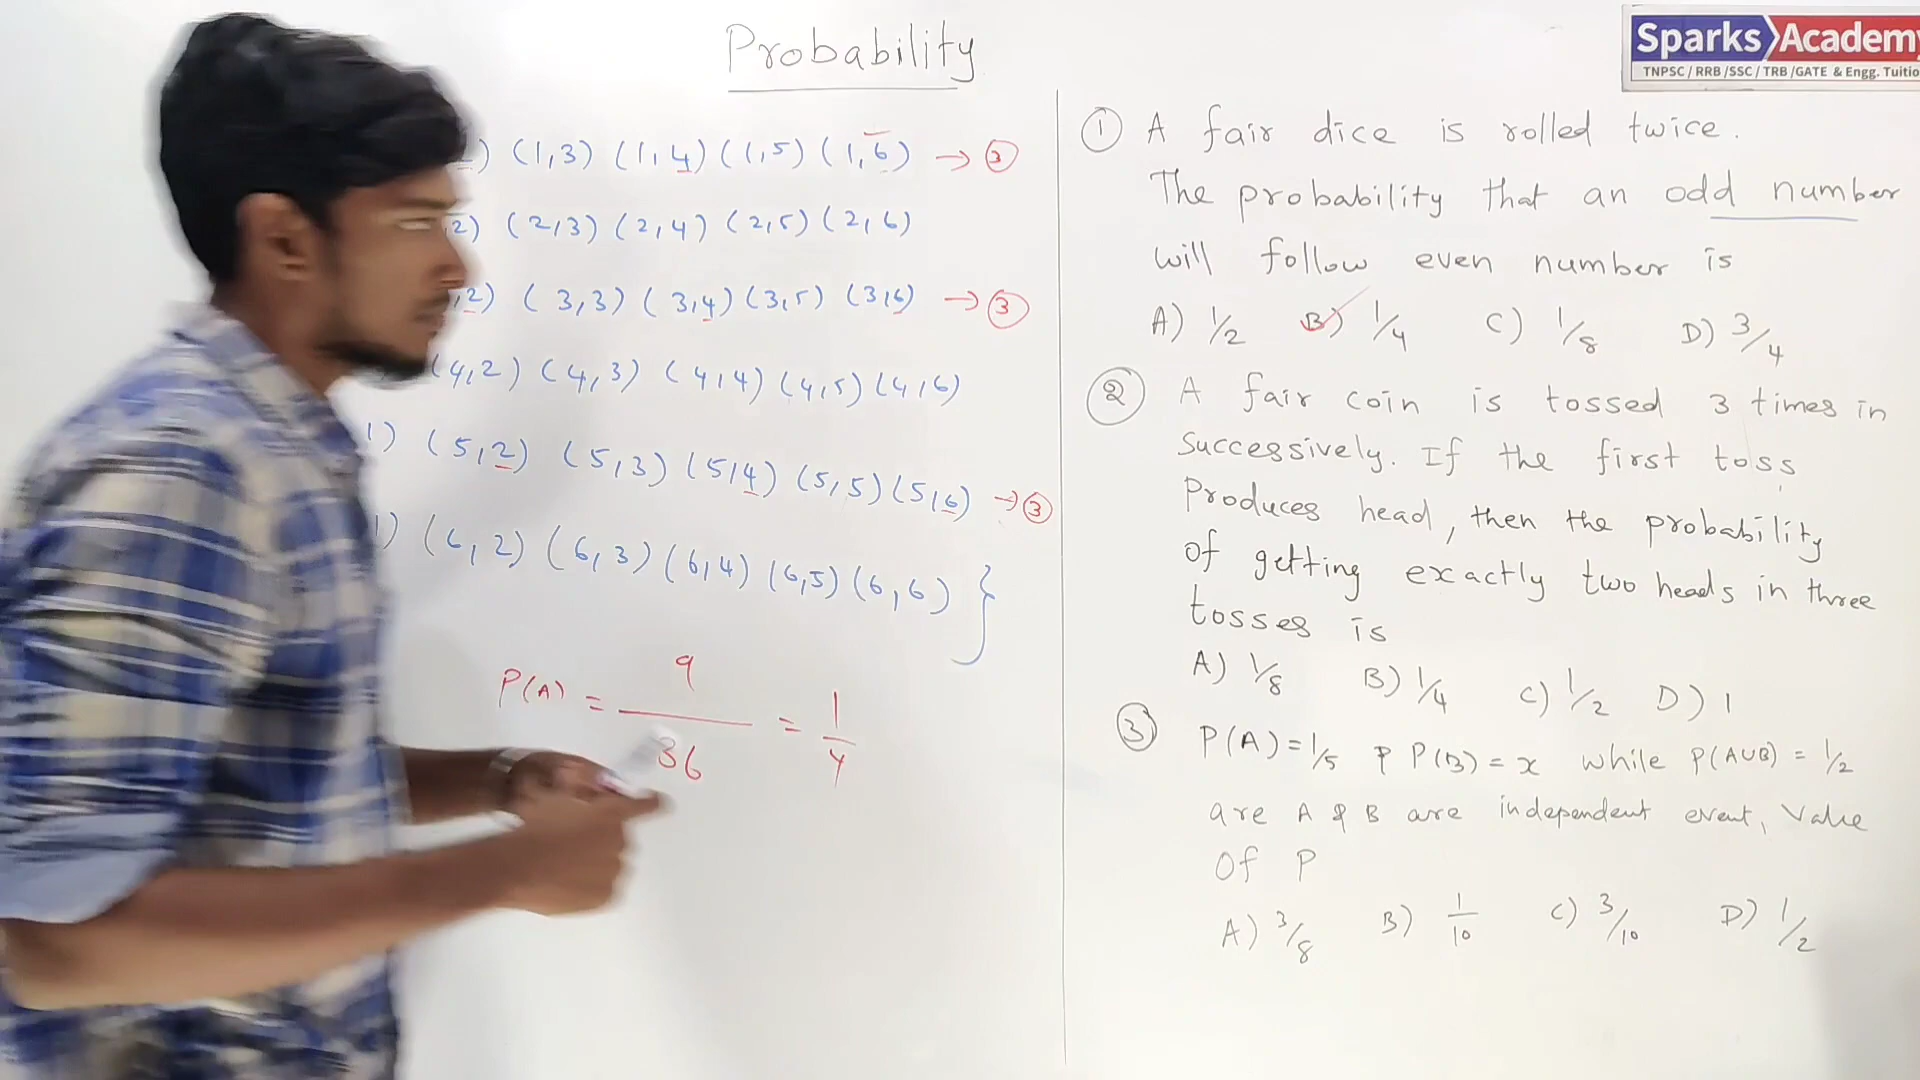 Probability
Sparks Academy
TNPSC / RRB / SSC / TRB / GATE & Engg. Tuitio
(1,3) (1,4) (1,5) (1,6) → 3
2) (2,3) (2,4) (2,5) (2,6)
,2) (3,3) (3,4) (3,5) (3,6) → 3
(4,2) (4,3) (4,4) (4,5) (4,6)
1) (5,2) (5,3) (5,4) (5,5) (5,6) → 3
1) (6,2) (6,3) (6,4) (6,5) (6,6) }
P(A) = 9/36 = 1/4
① A fair dice is rolled twice.
The probability that an odd number
will follow even number is
A) 1/2 B) 1/4 C) 1/8 D) 3/4
② A fair coin is tossed 3 times in
successively. If the first toss
produces head, then the probability
of getting exactly two heads in three
tosses is
A) 1/8 B) 1/4 C) 1/2 D) 1
③ P(A) = 1/5 & P(B) = x while P(A∪B) = 1/2
are A & B are independent event, Value
Of P
A) 3/8 B) 1/10 C) 3/10 D) 1/2